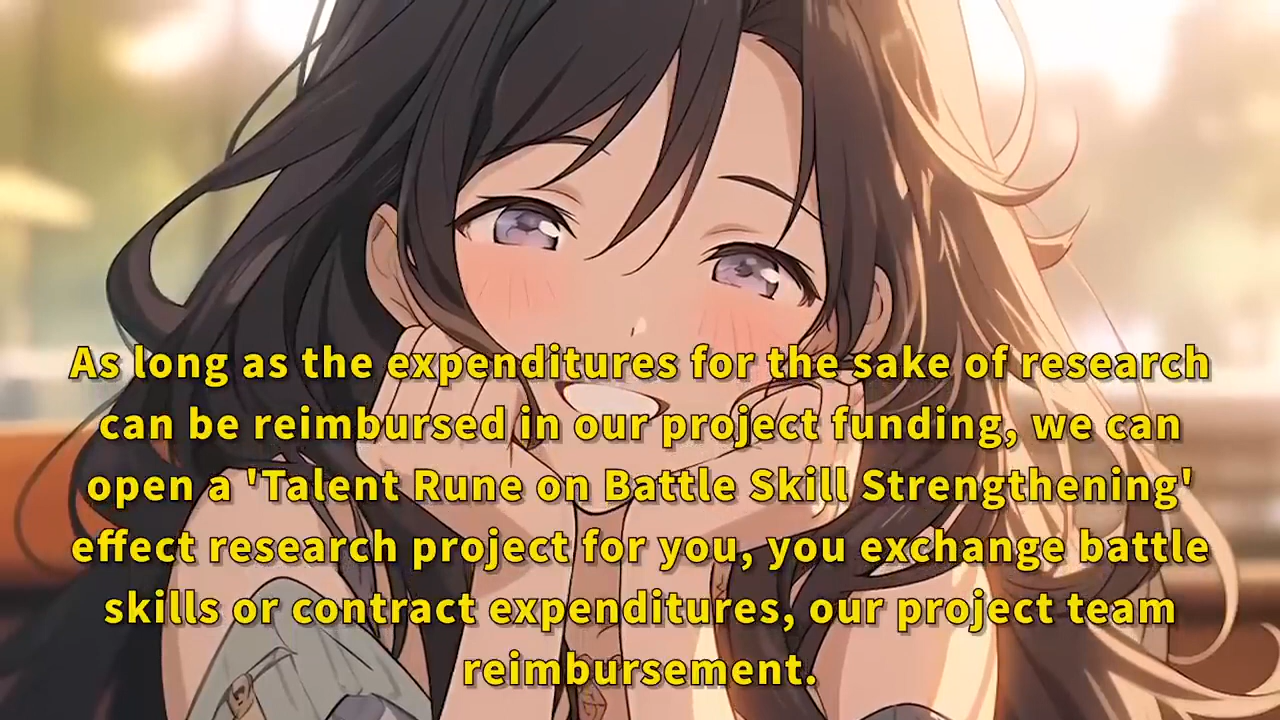 As long as the expenditures for the sake of research
can be reimbursed in our project funding, we can
open a 'Talent Rune on Battle Skill Strengthening'
effect research project for you, you exchange battle
skills or contract expenditures, our project team
reimbursement.